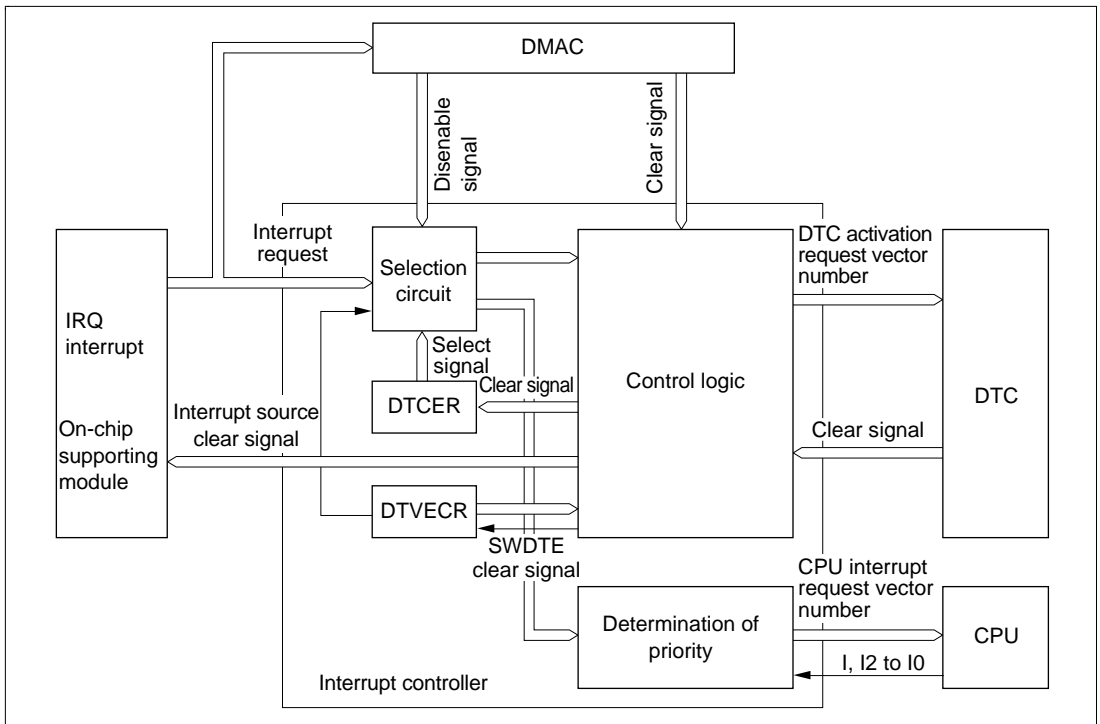 DMAC
Disenable
signal
Clear signal
Interrupt
request
Selection
circuit
DTC activation
request vector
number
IRQ
interrupt
Select
signal
Control logic
DTC
DTCER
Clear signal
Interrupt source
clear signal
Clear signal
On-chip
supporting
module
DTVECR
SWDTE
clear signal
CPU interrupt
request vector
number
Determination of
priority
CPU
I, I2 to I0
Interrupt controller